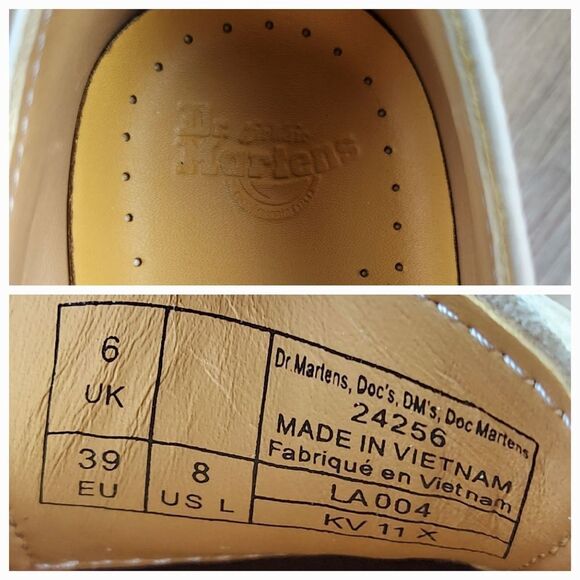 Dr.
Martens
6
UK
39
EU
8
US L
Dr.Martens, Doc's, DM's, Doc Martens
24256
MADE IN VIETNAM
Fabriqué en Vietnam
LA004
KV 11 X